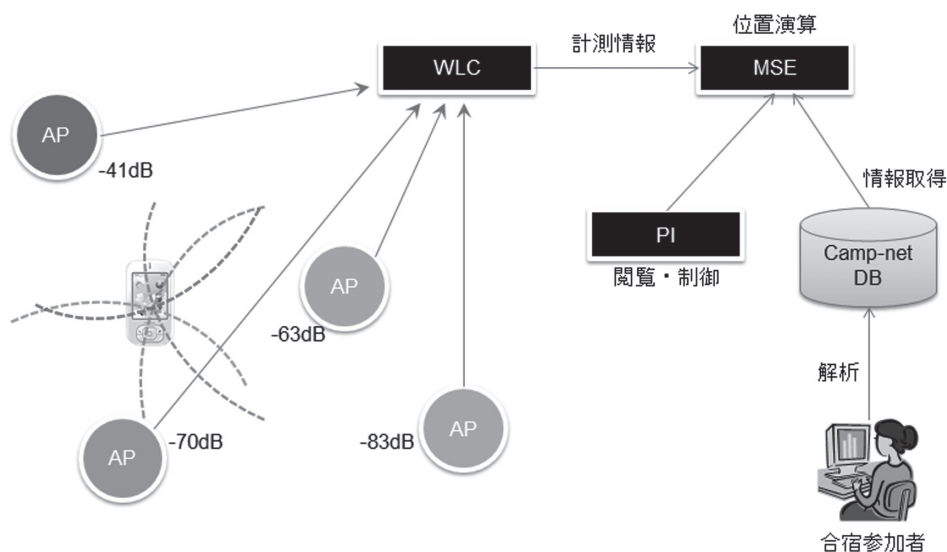 位置演算
計測情報
WLC
MSE
AP
-41dB
情報取得
PI
閲覧・制御
Camp-net
DB
AP
-63dB
解析
AP
-70dB
-83dB
AP
合宿参加者